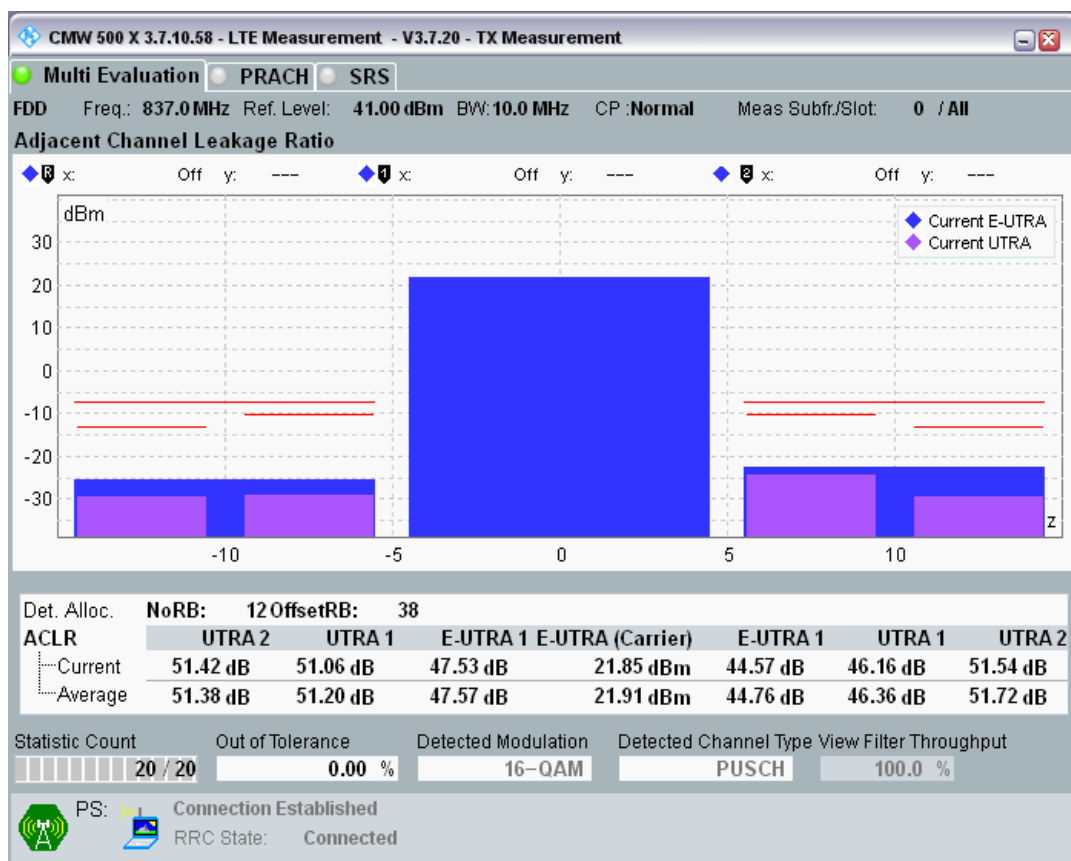 CMW 500 X 3.7.10.58 - LTE Measurement - V3.7.20 - TX Measurement
Multi Evaluation PRACH SRS
FDD Freq.: 837.0 MHz Ref. Level: 41.00 dBm BW: 10.0 MHz CP :Normal Meas Subfr./Slot: 0 / All
Adjacent Channel Leakage Ratio
R x: Off y: --- 1 x: Off y: --- 2 x: Off y: ---
dBm
Current E-UTRA
Current UTRA
30
20
10
0
-10
-20
-30
z
-10 -5 0 5 10
Det. Alloc. NoRB: 12 OffsetRB: 38
ACLR UTRA 2 UTRA 1 E-UTRA 1 E-UTRA (Carrier) E-UTRA 1 UTRA 1 UTRA 2
Current 51.42 dB 51.06 dB 47.53 dB 21.85 dBm 44.57 dB 46.16 dB 51.54 dB
Average 51.38 dB 51.20 dB 47.57 dB 21.91 dBm 44.76 dB 46.36 dB 51.72 dB
Statistic Count Out of Tolerance Detected Modulation Detected Channel Type View Filter Throughput
20 / 20 0.00 % 16-QAM PUSCH 100.0 %
PS: Connection Established
RRC State: Connected